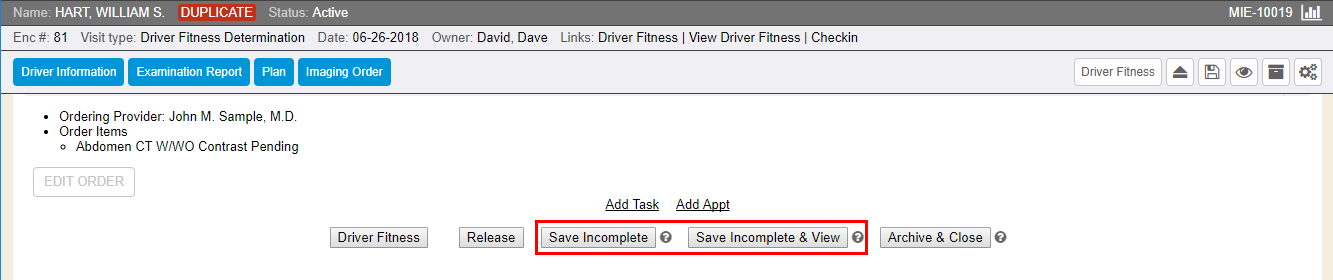 Name: HART, WILLIAM S. DUPLICATE Status: Active MIE-10019
Enc #: 81 Visit type: Driver Fitness Determination Date: 06-26-2018 Owner: David, Dave Links: Driver Fitness | View Driver Fitness | Checkin
Driver Information Examination Report Plan Imaging Order Driver Fitness
• Ordering Provider: John M. Sample, M.D.
• Order Items
◦ Abdomen CT W/WO Contrast Pending
EDIT ORDER
Add Task Add Appt
Driver Fitness Release Save Incomplete ? Save Incomplete & View ? Archive & Close ?